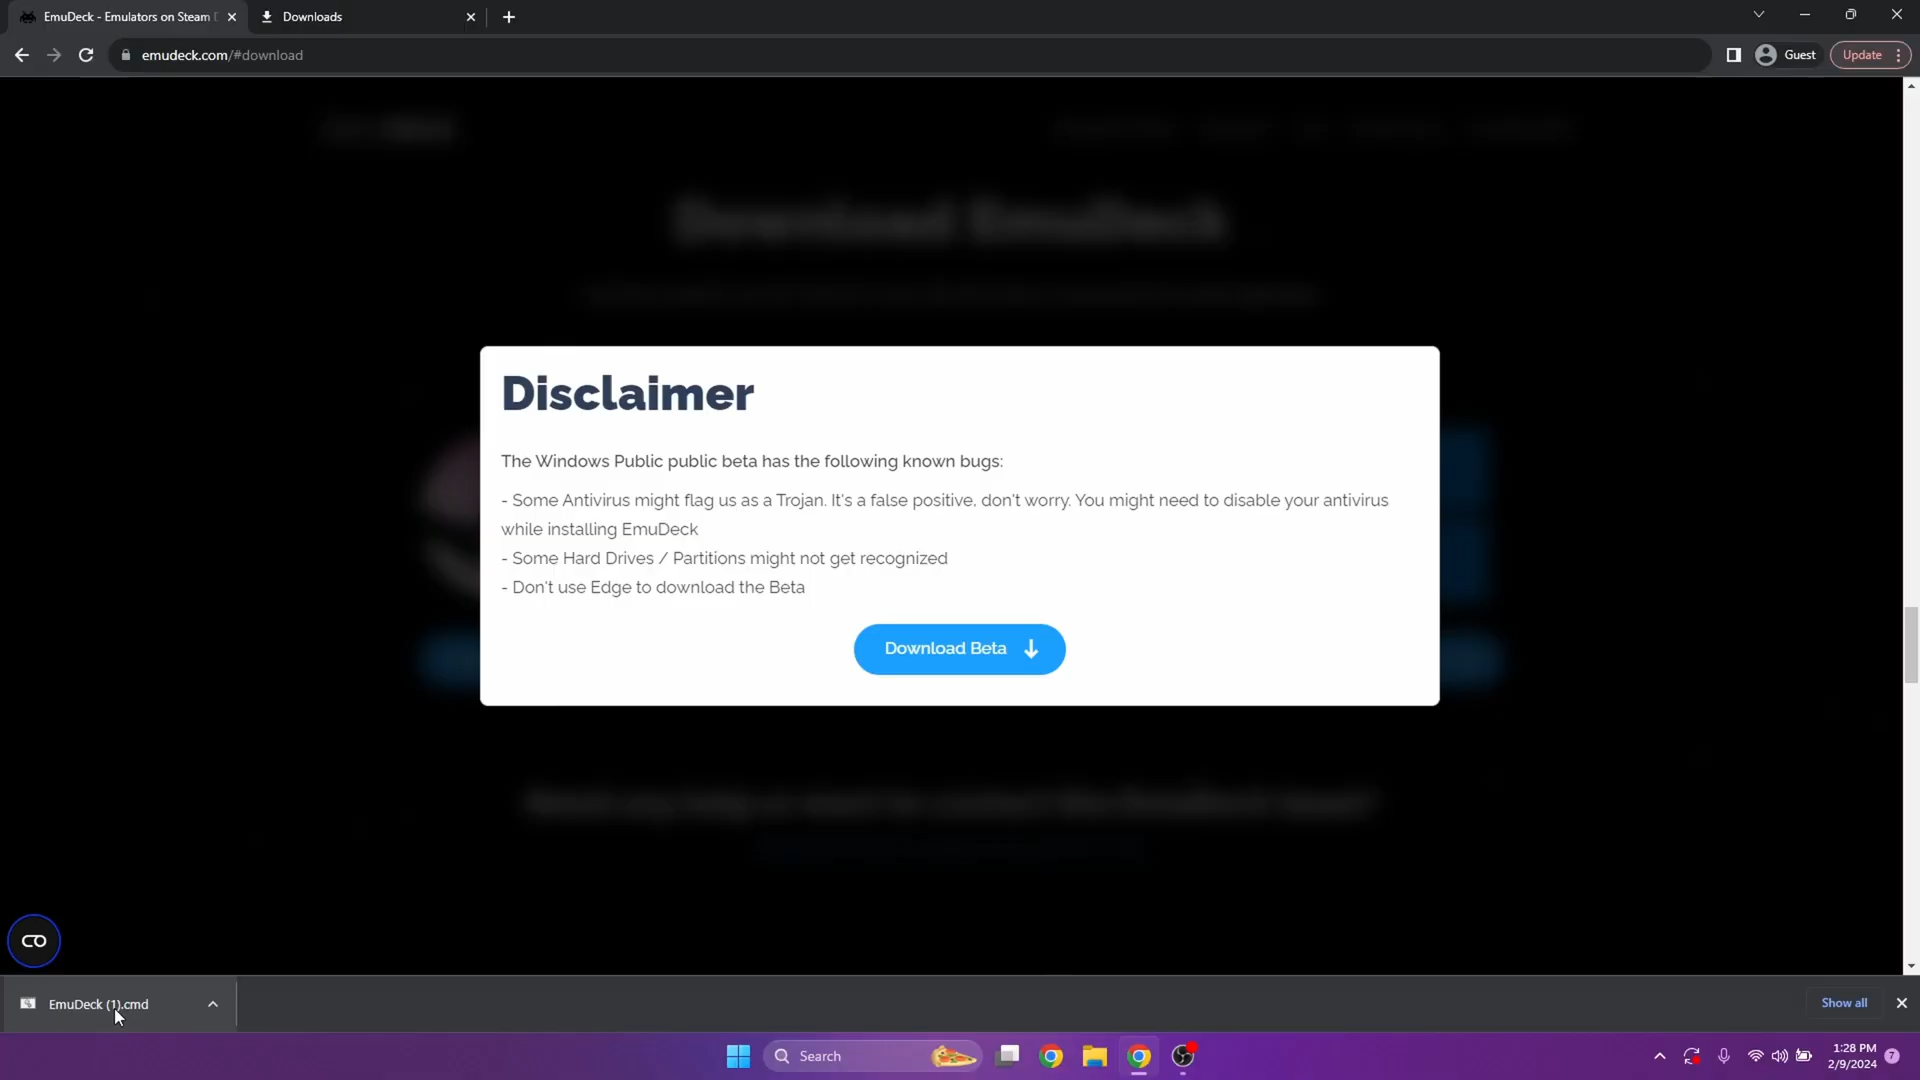 EmuDeck - Emulators on Steam D
Downloads
emudeck.com/#download
Guest
Update
Download EmuDeck
Disclaimer
The Windows Public public beta has the following known bugs:
- Some Antivirus might flag us as a Trojan. It's a false positive, don't worry. You might need to disable your antivirus
while installing EmuDeck
- Some Hard Drives / Partitions might not get recognized
- Don't use Edge to download the Beta
Download Beta
EmuDeck (1).cmd
Show all
Search
1:28 PM
2/9/2024
7